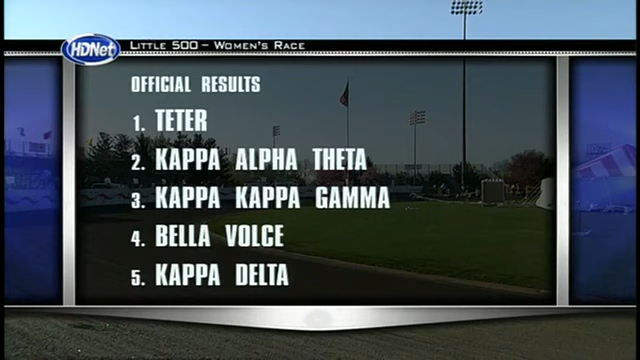 HDNet
LITTLE 500 – WOMEN'S RACE
OFFICIAL RESULTS
1. TETER
2. KAPPA ALPHA THETA
3. KAPPA KAPPA GAMMA
4. BELLA VOLCE
5. KAPPA DELTA